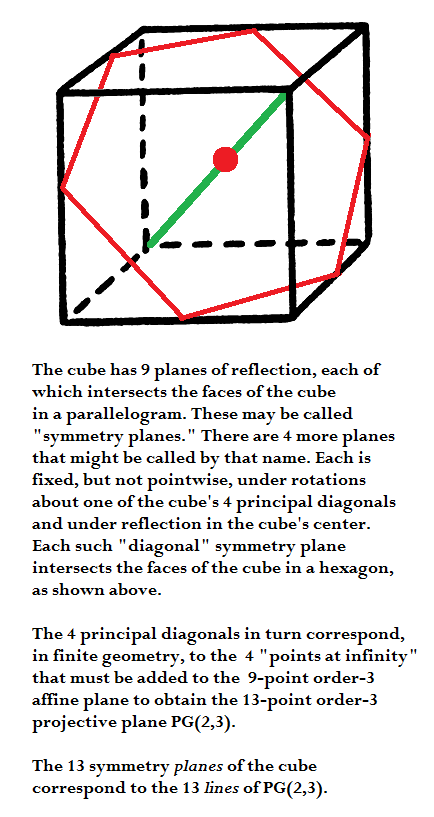 The cube has 9 planes of reflection, each of
which intersects the faces of the cube
in a parallelogram. These may be called
"symmetry planes." There are 4 more planes
that might be called by that name. Each is
fixed, but not pointwise, under rotations
about one of the cube's 4 principal diagonals
and under reflection in the cube's center.
Each such "diagonal" symmetry plane
intersects the faces of the cube in a hexagon,
as shown above.
The 4 principal diagonals in turn correspond,
in finite geometry, to the 4 "points at infinity"
that must be added to the 9-point order-3
affine plane to obtain the 13-point order-3
projective plane PG(2,3).
The 13 symmetry planes of the cube
correspond to the 13 lines of PG(2,3).